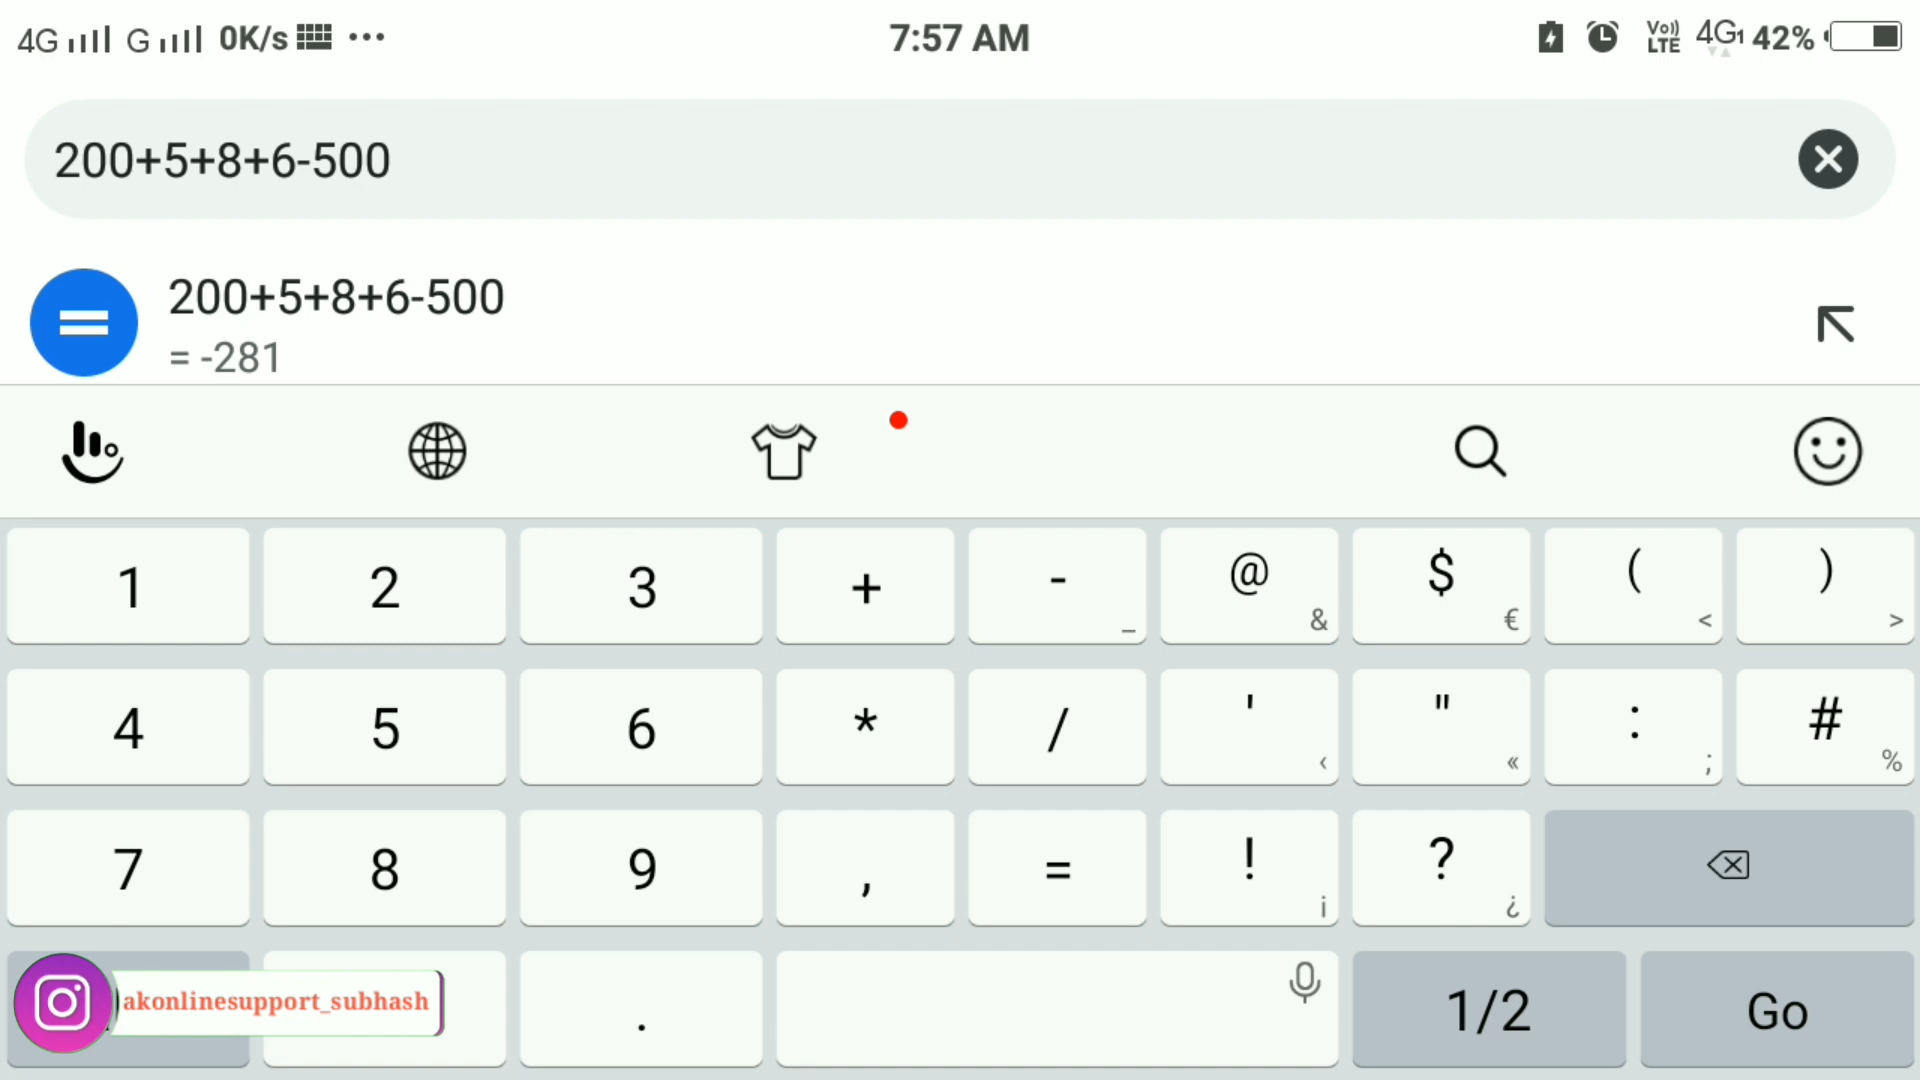 4G G 0K/s ... 7:57 AM Vo)) LTE 4G1 42%
200+5+8+6-500
200+5+8+6-500
= -281
1 2 3 + - _ @ & $ € ( < ) >
4 5 6 * / ' ‹ " « : ; # %
7 8 9 , = ! ¡ ? ¿
akonlinesupport_subhash . 1/2 Go